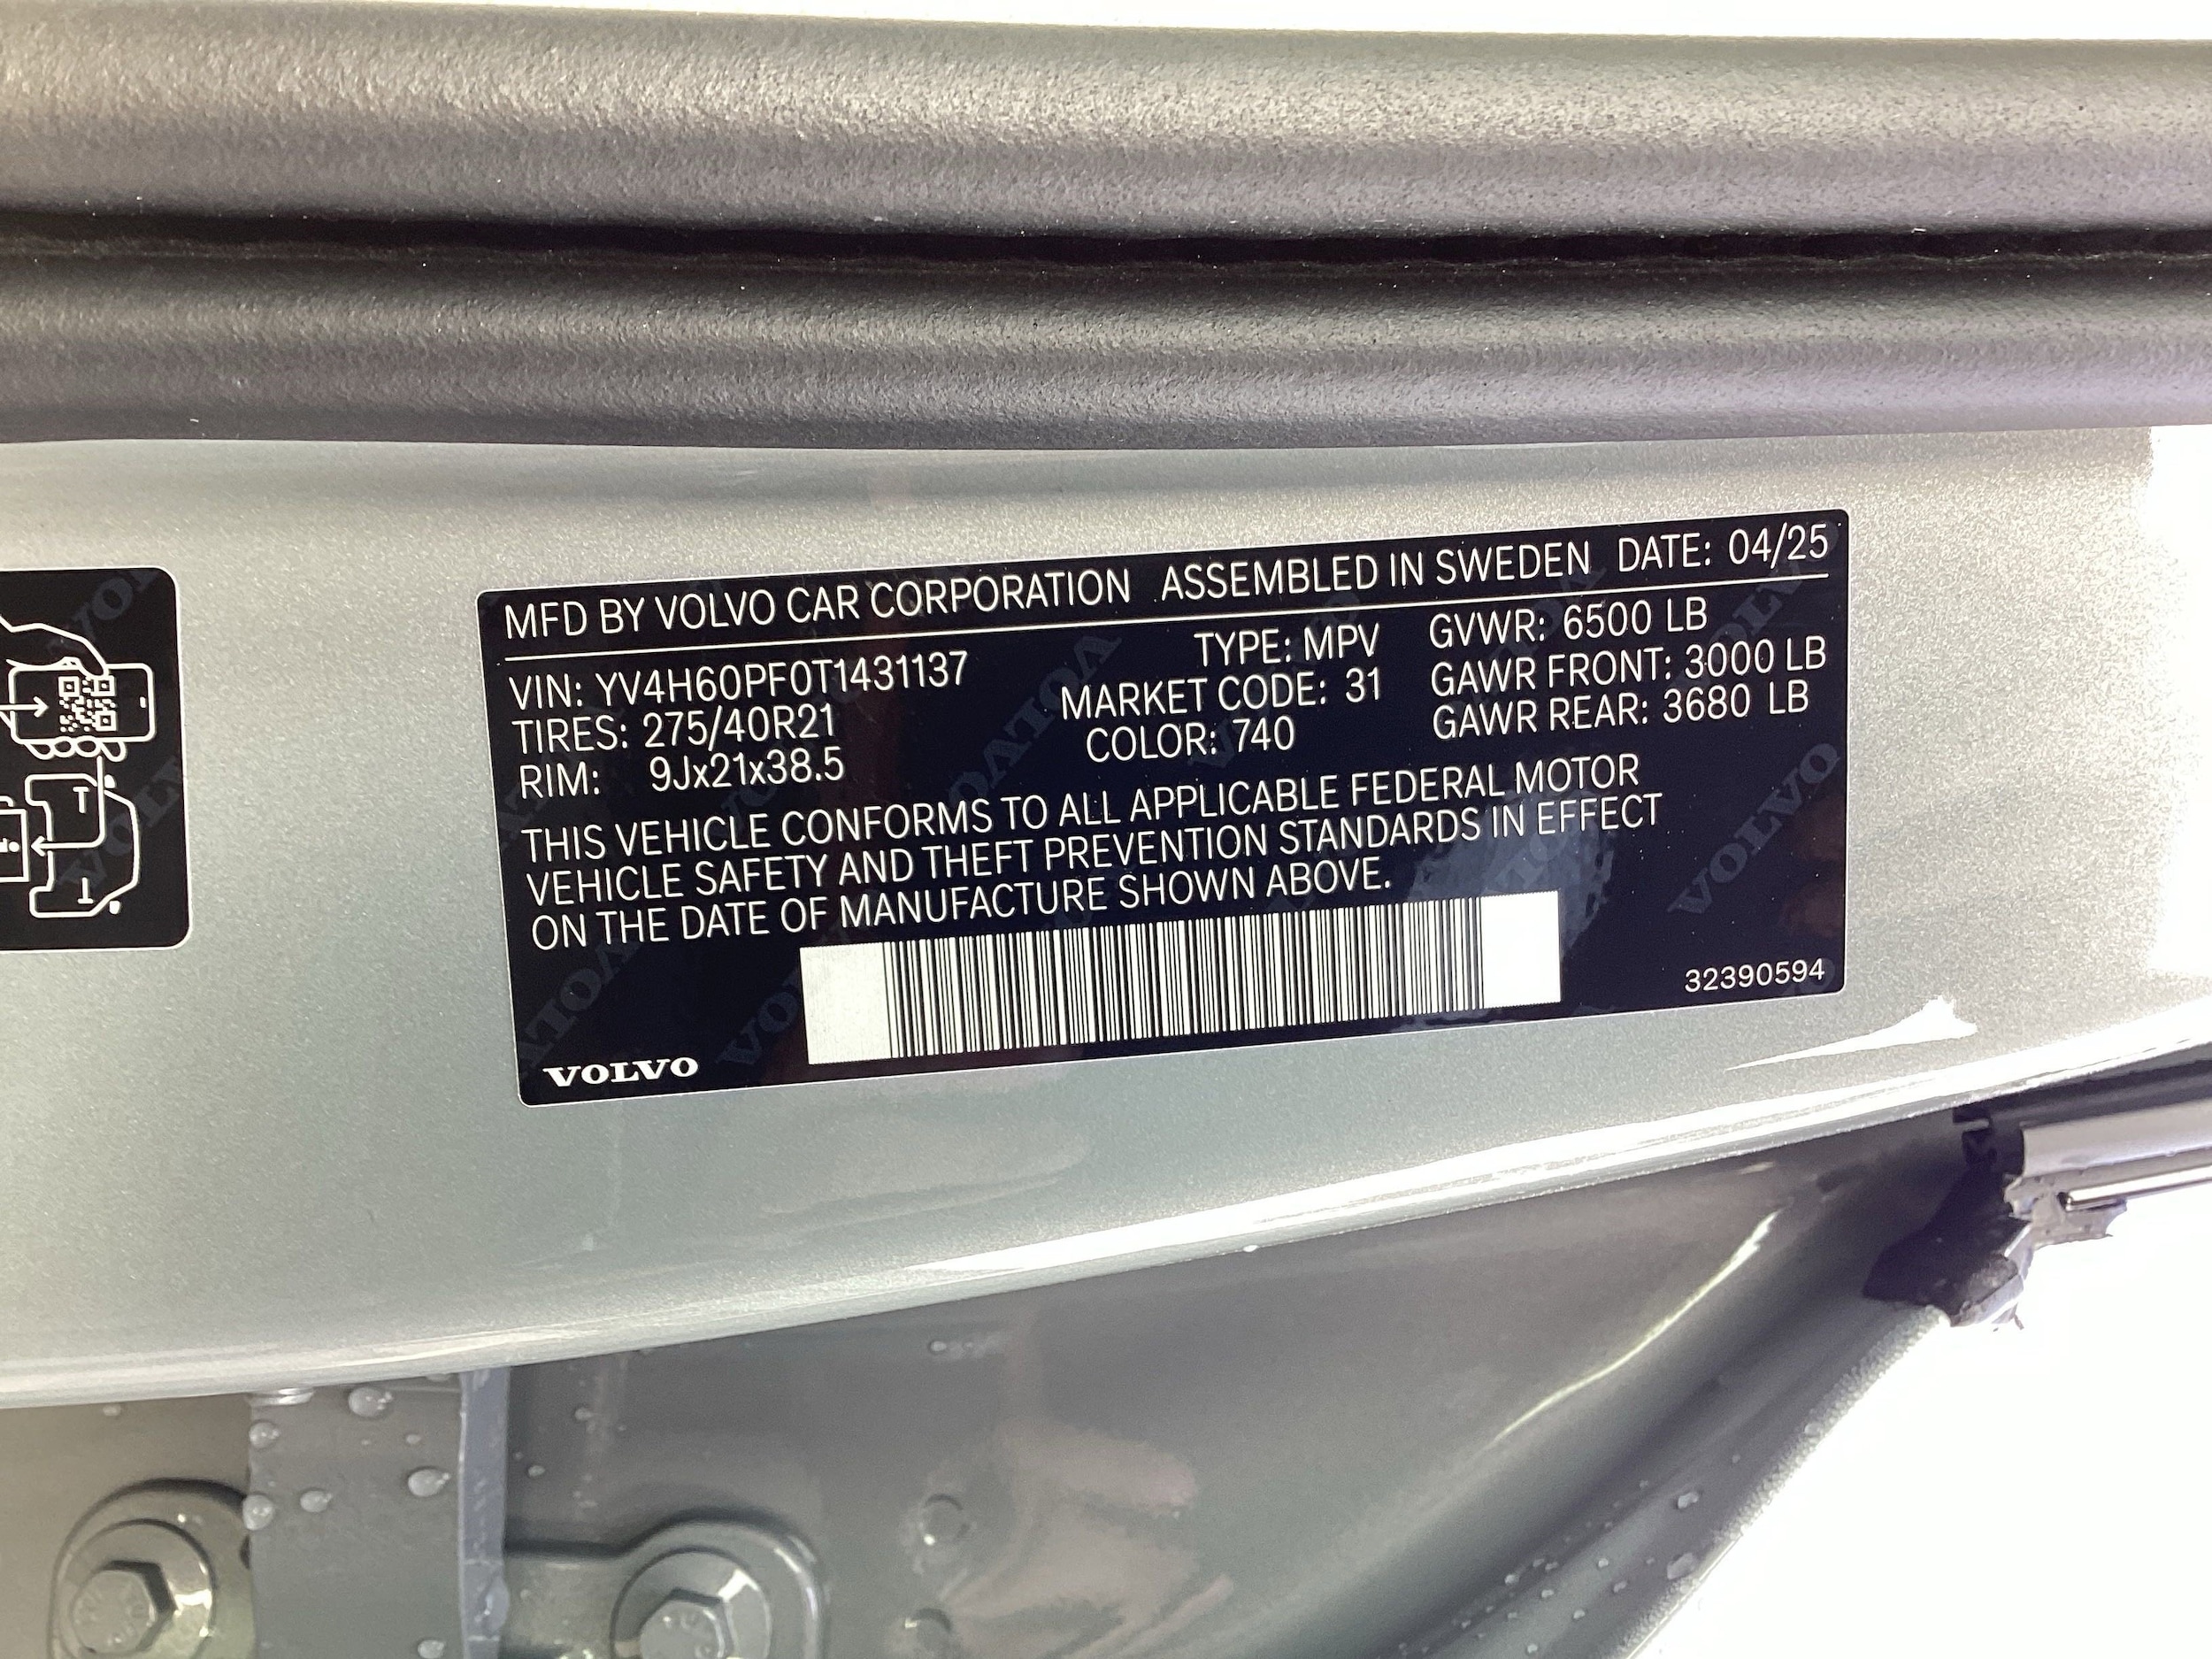 MFD BY VOLVO CAR CORPORATION ASSEMBLED IN SWEDEN DATE: 04/25
VIN: YV4H60PF0T1431137 TYPE: MPV GVWR: 6500 LB
TIRES: 275/40R21 MARKET CODE: 31 GAWR FRONT: 3000 LB
RIM: 9Jx21x38.5 COLOR: 740 GAWR REAR: 3680 LB
THIS VEHICLE CONFORMS TO ALL APPLICABLE FEDERAL MOTOR
VEHICLE SAFETY AND THEFT PREVENTION STANDARDS IN EFFECT
ON THE DATE OF MANUFACTURE SHOWN ABOVE.
32390594
VOLVO